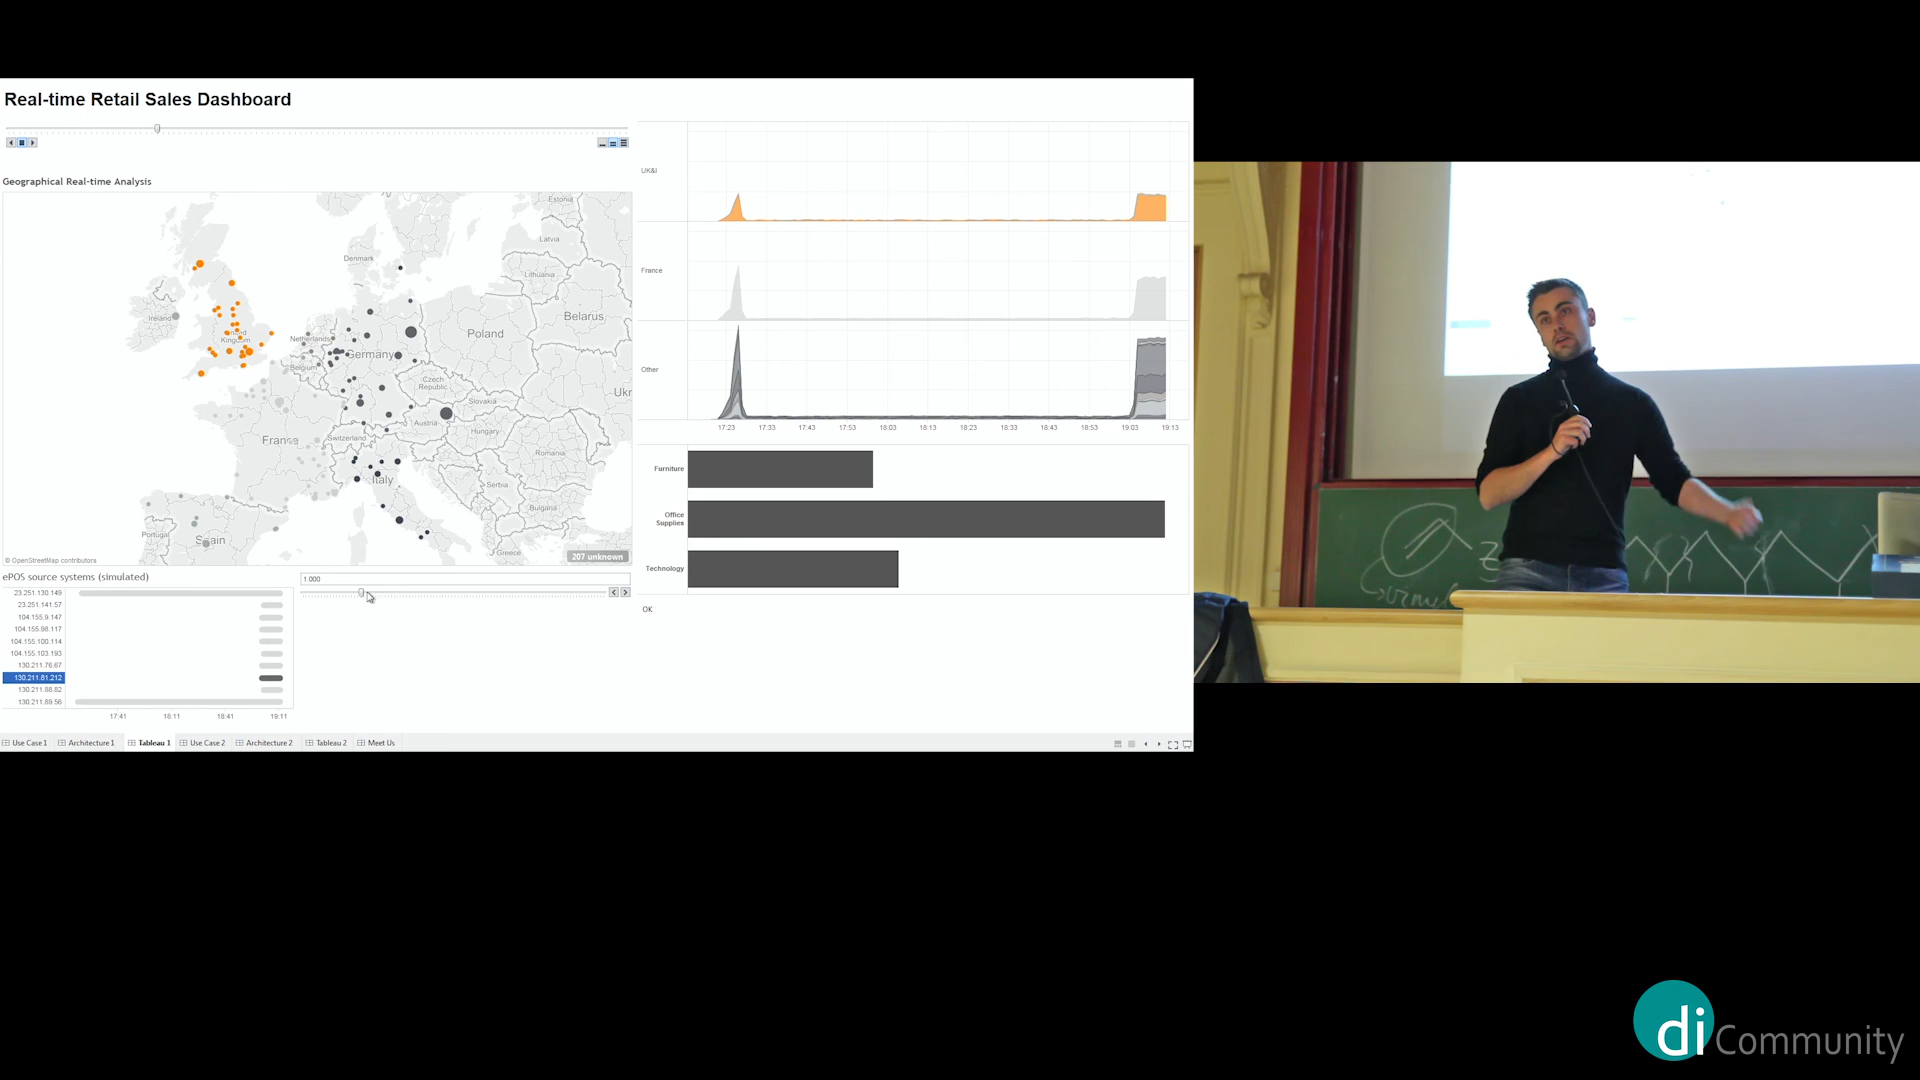 Real-time Retail Sales Dashboard
Geographical Real-time Analysis
Estonia
Latvia
Denmark
Lithuania
Ireland
United
Kingdom
Netherlands
Poland
Belarus
Germany
Belgium
Czech
Republic
Ukr
Slovakia
Austria
Hungary
France
Switzerland
Romania
Italy
Serbia
Bulgaria
Portugal
Spain
Greece
© OpenStreetMap contributors
207 unknown
UK&I
France
Other
17:23 17:33 17:43 17:53 18:03 18:13 18:23 18:33 18:43 18:53 19:03 19:13
Furniture
Office
Supplies
Technology
OK
ePOS source systems (simulated)
1.000
23.251.130.149
23.251.141.57
104.155.9.147
104.155.98.117
104.155.100.114
104.155.103.193
130.211.76.67
130.211.81.212
130.211.88.82
130.211.89.56
17:41 18:11 18:41 19:11
Use Case 1 Architecture 1 Tableau 1 Use Case 2 Architecture 2 Tableau 2 Meet Us
di Community